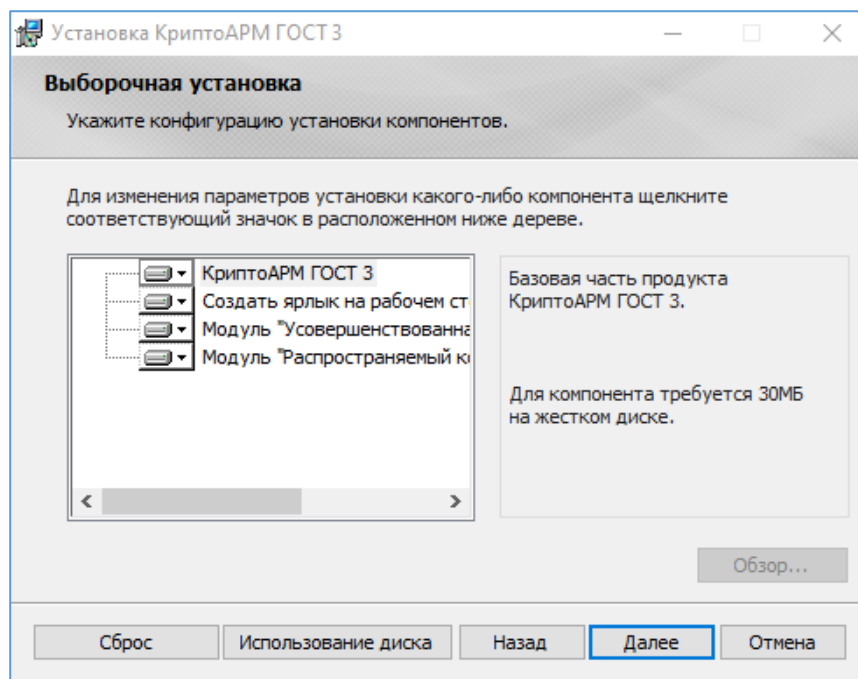 Установка КриптоАРМ ГОСТ 3
Выборочная установка
Укажите конфигурацию установки компонентов.
Для изменения параметров установки какого-либо компонента щелкните
соответствующий значок в расположенном ниже дереве.
КриптоАРМ ГОСТ 3
Создать ярлык на рабочем ст
Модуль "Усовершенствованна
Модуль "Распространяемый к
Базовая часть продукта
КриптоАРМ ГОСТ 3.
Для компонента требуется 30МБ
на жестком диске.
Обзор...
Сброс
Использование диска
Назад
Далее
Отмена